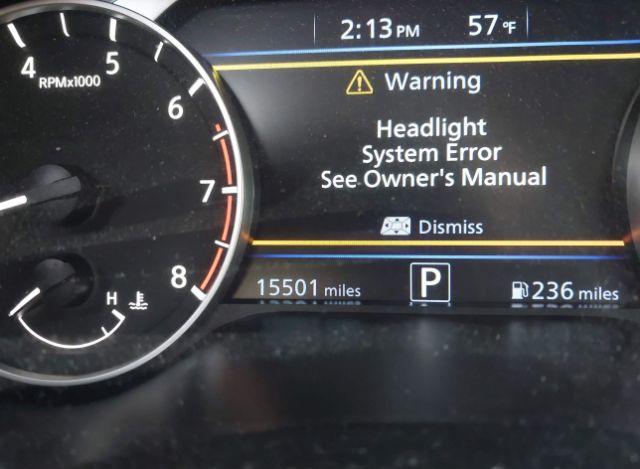 2:13 PM 57 °F
4 5 6 7 8
RPMx1000
Warning
Headlight
System Error
See Owner's Manual
Dismiss
H
15501 miles P 236 miles